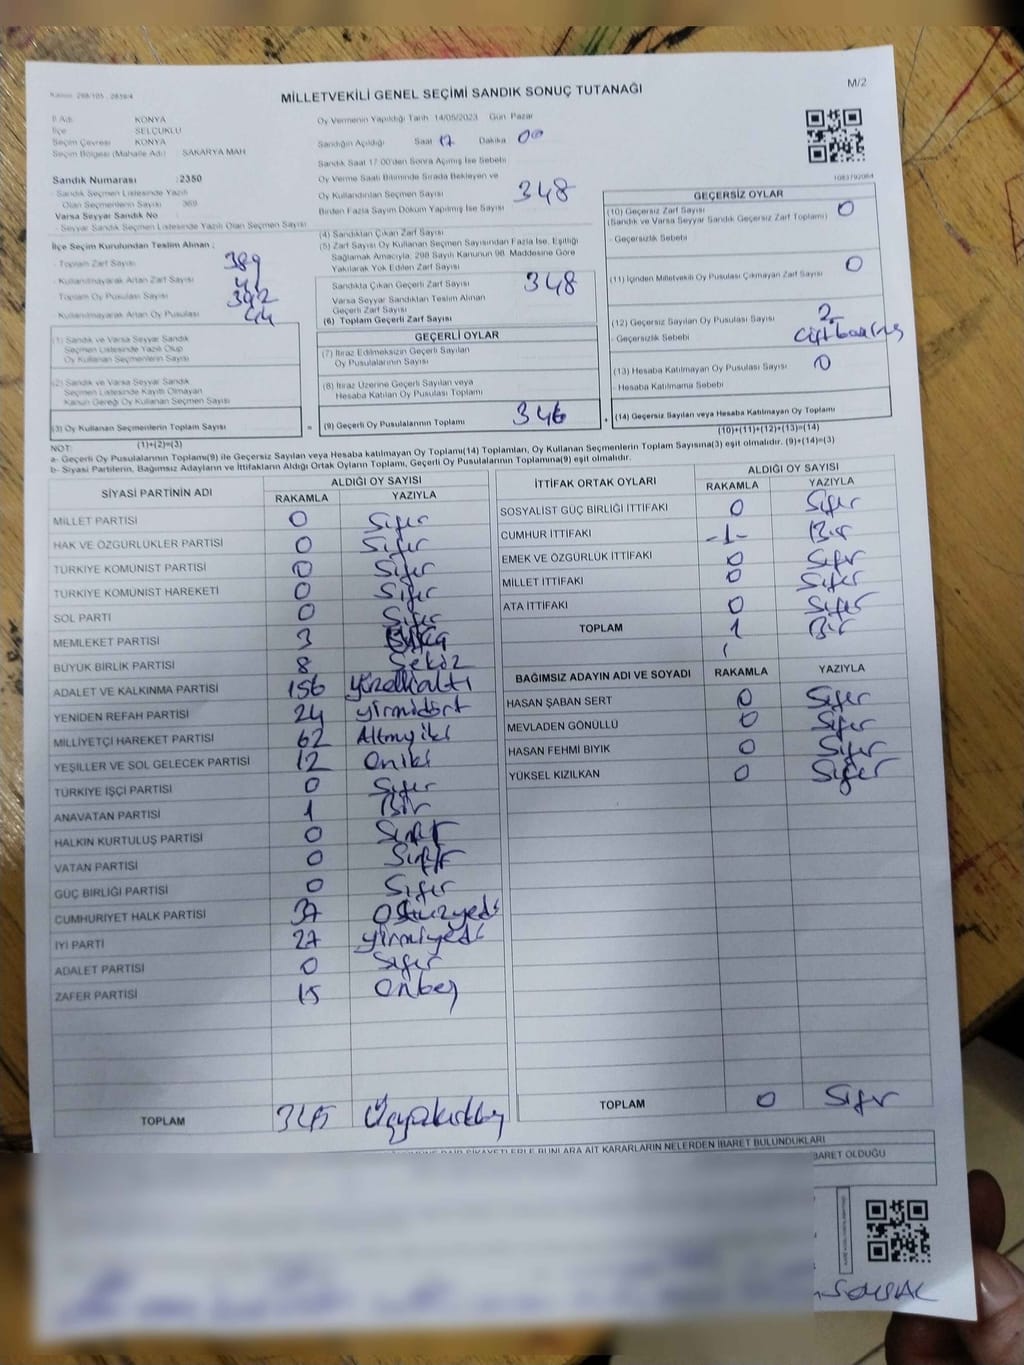 Kanun: 298/105 , 2839/4
MİLLETVEKİLİ GENEL SEÇİMİ SANDIK SONUÇ TUTANAĞI
M/2
İl Adı KONYA
İlçe SELÇUKLU
Seçim Çevresi KONYA
Seçim Bölgesi (Mahalle Adı) : SAKARYA MAH
Sandık Numarası : 2350
- Sandık Seçmen Listesinde Yazılı
Olan Seçmenlerin Sayısı 369
Varsa Seyyar Sandık No
- Seyyar Sandık Seçmen Listesinde Yazılı Olan Seçmen Sayısı
İlçe Seçim Kurulundan Teslim Alınan ;
- Toplam Zarf Sayısı 389
- Kullanılmayarak Artan Zarf Sayısı 41
- Toplam Oy Pusulası Sayısı 392
- Kullanılmayarak Artan Oy Pusulası 44
Oy Vermenin Yapıldığı Tarih 14/05/2023 Gün Pazar
Sandığın Açıldığı Saat 17 Dakika 00
Sandık Saat 17:00'den Sonra Açılmış İse Sebebi
Oy Verme Saati Bitiminde Sırada Bekleyen ve
Oy Kullandırılan Seçmen Sayısı 348
Birden Fazla Sayım Döküm Yapılmış İse Sayısı
(4) Sandıktan Çıkan Zarf Sayısı
(5) Zarf Sayısı Oy Kullanan Seçmen Sayısından Fazla İse, Eşitliği
Sağlamak Amacıyla, 298 Sayılı Kanunun 98. Maddesine Göre
Yakılarak Yok Edilen Zarf Sayısı
Sandıkta Çıkan Geçerli Zarf Sayısı 348
Varsa Seyyar Sandıktan Teslim Alınan
Geçerli Zarf Sayısı
(6) Toplam Geçerli Zarf Sayısı
1083792064
GEÇERSİZ OYLAR
(10) Geçersiz Zarf Sayısı 0
(Sandık ve Varsa Seyyar Sandık Geçersiz Zarf Toplamı)
- Geçersizlik Sebebi
(11) İçinden Milletvekili Oy Pusulası Çıkmayan Zarf Sayısı 0
(12) Geçersiz Sayılan Oy Pusulası Sayısı 2
- Geçersizlik Sebebi
(13) Hesaba Katılmayan Oy Pusulası Sayısı 0
- Hesaba Katılmama Sebebi
(1) Sandık ve Varsa Seyyar Sandık
Seçmen Listesinde Yazılı Olup
Oy Kullanan Seçmenlerin Sayısı
(2) Sandık ve Varsa Seyyar Sandık
Seçmen Listesinde Kayıtlı Olmayan
Kanun Gereği Oy Kullanan Seçmen Sayısı
(3) Oy Kullanan Seçmenlerin Toplam Sayısı =
(1)+(2)=(3)
GEÇERLİ OYLAR
(7) İtiraz Edilmeksizin Geçerli Sayılan
Oy Pusulalarının Sayısı
(8) İtiraz Üzerine Geçerli Sayılan veya
Hesaba Katılan Oy Pusulası Toplamı
(9) Geçerli Oy Pusulalarının Toplamı 346 +
(14) Geçersiz Sayılan veya Hesaba Katılmayan Oy Toplamı
(10)+(11)+(12)+(13)=(14)
NOT:
a- Geçerli Oy Pusulalarının Toplamı(9) ile Geçersiz Sayılan veya Hesaba katılmayan Oy Toplamı(14) Toplamları, Oy Kullanan Seçmenlerin Toplam Sayısına(3) eşit olmalıdır. (9)+(14)=(3)
b- Siyasi Partilerin, Bağımsız Adayların ve İttifakların Aldığı Ortak Oyların Toplamı, Geçerli Oy Pusulalarının Toplamına(9) eşit olmalıdır.
SİYASİ PARTİNİN ADI ALDIĞI OY SAYISI
RAKAMLA YAZIYLA
MİLLET PARTİSİ 0 Sıfır
HAK VE ÖZGÜRLÜKLER PARTİSİ 0 Sıfır
TÜRKİYE KOMÜNİST PARTİSİ 0 Sıfır
TÜRKİYE KOMÜNİST HAREKETİ 0 Sıfır
SOL PARTİ 0 Sıfır
MEMLEKET PARTİSİ 3
BÜYÜK BİRLİK PARTİSİ 8 Sekiz
ADALET VE KALKINMA PARTİSİ 156 yüzellialtı
YENİDEN REFAH PARTİSİ 24 yirmidört
MİLLİYETÇİ HAREKET PARTİSİ 62 Altmışiki
YEŞİLLER VE SOL GELECEK PARTİSİ 12 Oniki
TÜRKİYE İŞÇİ PARTİSİ 0 Sıfır
ANAVATAN PARTİSİ 1 Bir
HALKIN KURTULUŞ PARTİSİ 0 Sıfır
VATAN PARTİSİ 0 Sıfır
GÜÇ BİRLİĞİ PARTİSİ 0 Sıfır
CUMHURİYET HALK PARTİSİ 37 Otuzyedi
İYİ PARTİ 27 yirmiyedi
ADALET PARTİSİ 0 Sıfır
ZAFER PARTİSİ 15 Onbeş
TOPLAM 345 Üçyüzkırkbeş
İTTİFAK ORTAK OYLARI ALDIĞI OY SAYISI
RAKAMLA YAZIYLA
SOSYALİST GÜÇ BİRLİĞİ İTTİFAKI 0 Sıfır
CUMHUR İTTİFAKI -1- Bir
EMEK VE ÖZGÜRLÜK İTTİFAKI 0 Sıfır
MİLLET İTTİFAKI 0 Sıfır
ATA İTTİFAKI 0 Sıfır
TOPLAM 1 Bir
BAĞIMSIZ ADAYIN ADI VE SOYADI RAKAMLA YAZIYLA
HASAN ŞABAN SERT 0 Sıfır
MEVLADEN GÖNÜLLÜ 0 Sıfır
HASAN FEHMİ BIYIK 0 Sıfır
YÜKSEL KIZILKAN 0 Sıfır
TOPLAM 0 Sıfır
ŞİKAYETLERLE BUNLARA AİT KARARLARIN NELERDEN İBARET BULUNDUKLARI
BARET OLDUĞU